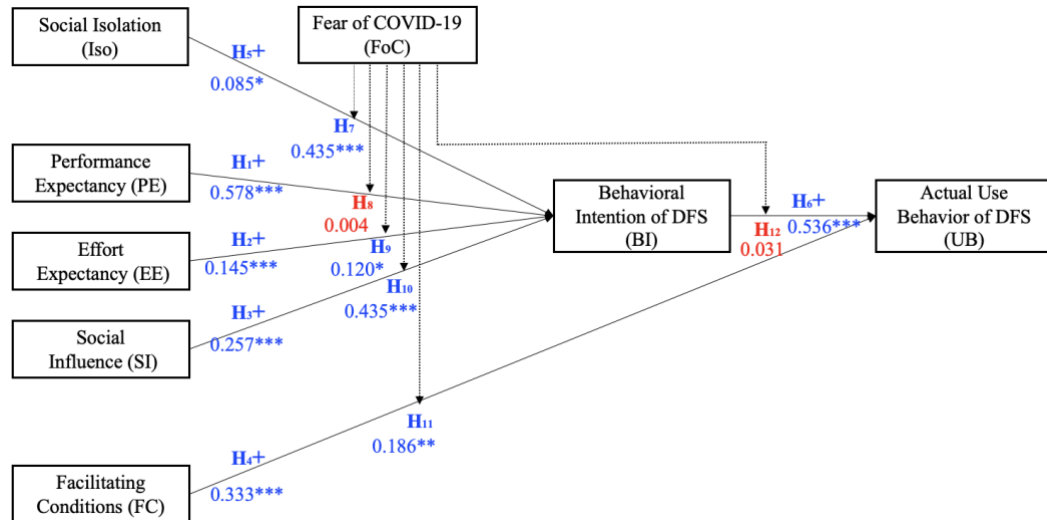 Social Isolation
(Iso)
Fear of COVID-19
(FoC)
H5+
0.085*
H7
0.435***
Performance
Expectancy (PE)
H1+
0.578***
H8
0.004
Behavioral
Intention of DFS
(BI)
H6+
0.536***
H12
0.031
Actual Use
Behavior of DFS
(UB)
Effort
Expectancy (EE)
H2+
0.145***
H9
0.120*
H10
0.435***
Social
Influence (SI)
H3+
0.257***
H11
0.186**
Facilitating
Conditions (FC)
H4+
0.333***